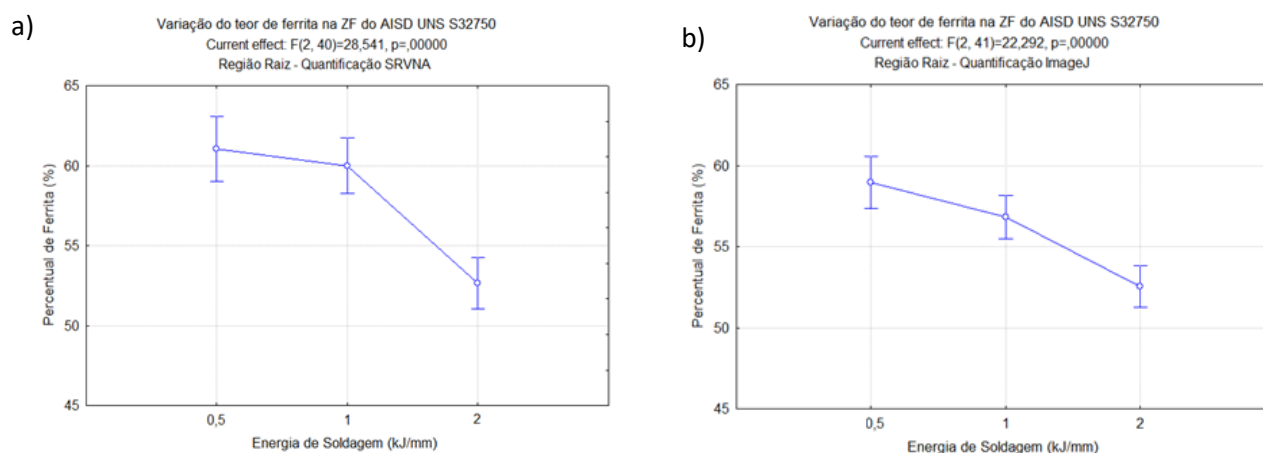 a)
Variação do teor de ferrita na ZF do AISD UNS S32750
Current effect: F(2, 40)=28,541, p=,00000
Região Raiz - Quantificação SRVNA
Percentual de Ferrita (%)
65
60
55
50
45
0,5
1
2
Energia de Soldagem (kJ/mm)
b)
Variação do teor de ferrita na ZF do AISD UNS S32750
Current effect: F(2, 41)=22,292, p=,00000
Região Raiz - Quantificação ImageJ
Percentual de Ferrita (%)
65
60
55
50
45
0,5
1
2
Energia de Soldagem (kJ/mm)